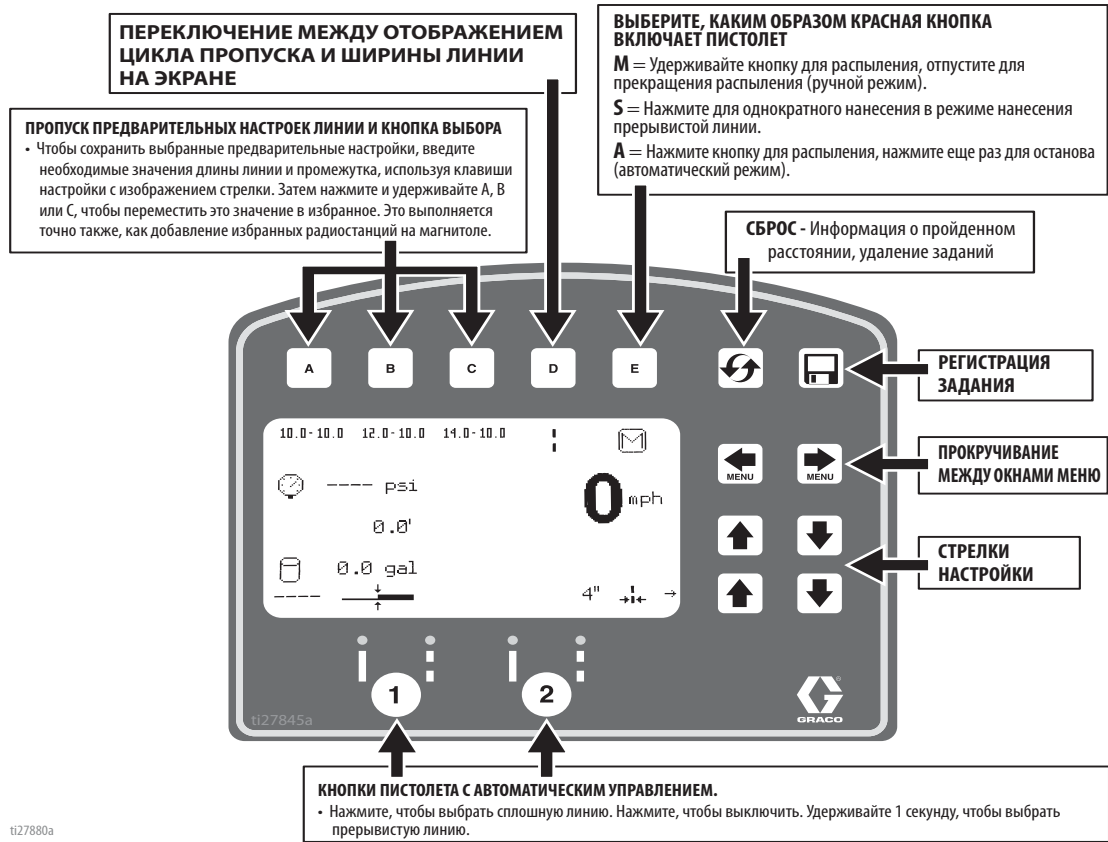 ПЕРЕКЛЮЧЕНИЕ МЕЖДУ ОТОБРАЖЕНИЕМ
ЦИКЛА ПРОПУСКА И ШИРИНЫ ЛИНИИ
НА ЭКРАНЕ
ВЫБЕРИТЕ, КАКИМ ОБРАЗОМ КРАСНАЯ КНОПКА
ВКЛЮЧАЕТ ПИСТОЛЕТ
M = Удерживайте кнопку для распыления, отпустите для
прекращения распыления (ручной режим).
S = Нажмите для однократного нанесения в режиме нанесения
прерывистой линии.
A = Нажмите кнопку для распыления, нажмите еще раз для останова
(автоматический режим).
ПРОПУСК ПРЕДВАРИТЕЛЬНЫХ НАСТРОЕК ЛИНИИ И КНОПКА ВЫБОРА
• Чтобы сохранить выбранные предварительные настройки, введите
необходимые значения длины линии и промежутка, используя клавиши
настройки с изображением стрелки. Затем нажмите и удерживайте A, B
или C, чтобы переместить это значение в избранное. Это выполняется
точно также, как добавление избранных радиостанций на магнитоле.
СБРОС - Информация о пройденном
расстоянии, удаление заданий
A B C D E
РЕГИСТРАЦИЯ
ЗАДАНИЯ
10.0-10.0 12.0-10.0 14.0-10.0 M
---- psi
0 mph
0.0'
0.0 gal
---- 4"
MENU MENU
ПРОКРУЧИВАНИЕ
МЕЖДУ ОКНАМИ МЕНЮ
СТРЕЛКИ
НАСТРОЙКИ
1 2
GRACO
ti27845a
КНОПКИ ПИСТОЛЕТА С АВТОМАТИЧЕСКИМ УПРАВЛЕНИЕМ.
• Нажмите, чтобы выбрать сплошную линию. Нажмите, чтобы выключить. Удерживайте 1 секунду, чтобы выбрать
прерывистую линию.
ti27880a